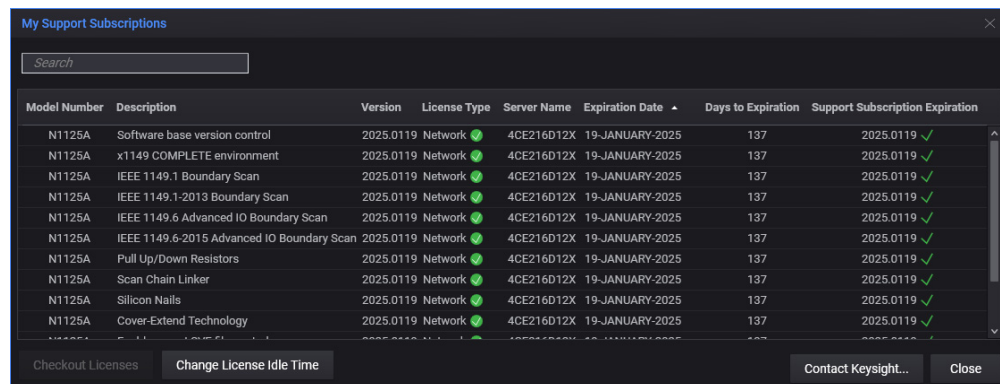 My Support Subscriptions
Search
Model Number Description Version License Type Server Name Expiration Date Days to Expiration Support Subscription Expiration
N1125A Software base version control 2025.0119 Network 4CE216D12X 19-JANUARY-2025 137 2025.0119
N1125A x1149 COMPLETE environment 2025.0119 Network 4CE216D12X 19-JANUARY-2025 137 2025.0119
N1125A IEEE 1149.1 Boundary Scan 2025.0119 Network 4CE216D12X 19-JANUARY-2025 137 2025.0119
N1125A IEEE 1149.1-2013 Boundary Scan 2025.0119 Network 4CE216D12X 19-JANUARY-2025 137 2025.0119
N1125A IEEE 1149.6 Advanced IO Boundary Scan 2025.0119 Network 4CE216D12X 19-JANUARY-2025 137 2025.0119
N1125A IEEE 1149.6-2015 Advanced IO Boundary Scan 2025.0119 Network 4CE216D12X 19-JANUARY-2025 137 2025.0119
N1125A Pull Up/Down Resistors 2025.0119 Network 4CE216D12X 19-JANUARY-2025 137 2025.0119
N1125A Scan Chain Linker 2025.0119 Network 4CE216D12X 19-JANUARY-2025 137 2025.0119
N1125A Silicon Nails 2025.0119 Network 4CE216D12X 19-JANUARY-2025 137 2025.0119
N1125A Cover-Extend Technology 2025.0119 Network 4CE216D12X 19-JANUARY-2025 137 2025.0119
Checkout Licenses Change License Idle Time Contact Keysight... Close